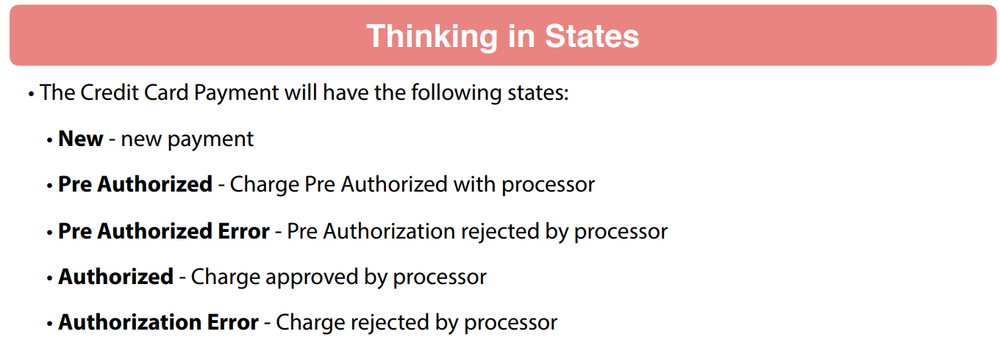 Thinking in States
• The Credit Card Payment will have the following states:
• New - new payment
• Pre Authorized - Charge Pre Authorized with processor
• Pre Authorized Error - Pre Authorization rejected by processor
• Authorized - Charge approved by processor
• Authorization Error - Charge rejected by processor